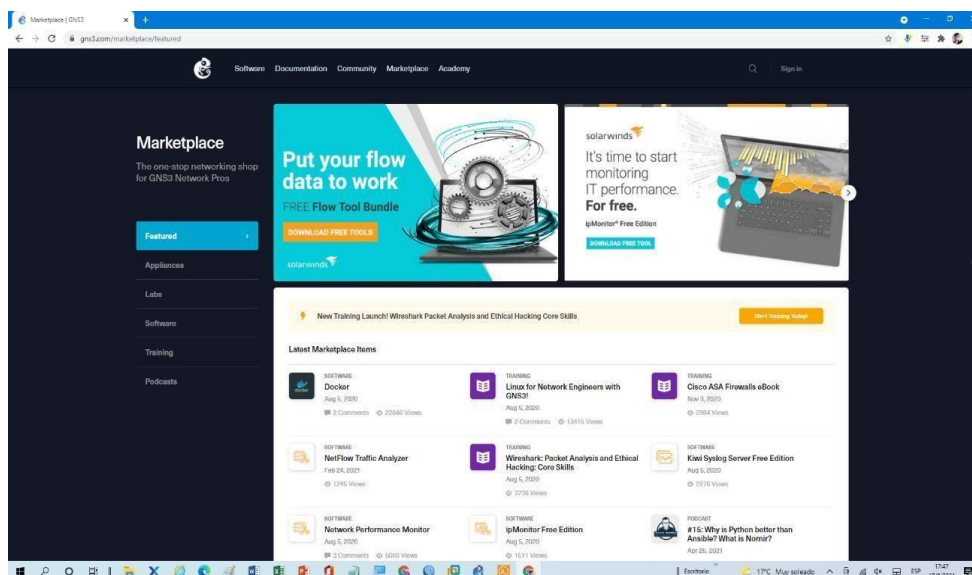 Marketplace | GNS3
gns3.com/marketplace/featured
Software Documentation Community Marketplace Academy
Sign in
Marketplace
The one-stop networking shop
for GNS3 Network Pros
Featured
Appliances
Labs
Software
Training
Podcasts
Put your flow
data to work
FREE Flow Tool Bundle
DOWNLOAD FREE TOOLS
solarwinds
solarwinds
It's time to start
monitoring
IT performance.
For free.
ipMonitor® Free Edition
DOWNLOAD FREE TOOL
New Training Launch! Wireshark Packet Analysis and Ethical Hacking Core Skills
Start Training Today!
Latest Marketplace Items
SOFTWARE
Docker
Aug 5, 2020
2 Comments 22846 Views
TRAINING
Linux for Network Engineers with
GNS3!
Aug 5, 2020
2 Comments 13415 Views
TRAINING
Cisco ASA Firewalls eBook
Nov 3, 2020
2984 Views
SOFTWARE
NetFlow Traffic Analyzer
Feb 24, 2021
1245 Views
TRAINING
Wireshark: Packet Analysis and Ethical
Hacking: Core Skills
Aug 5, 2020
3736 Views
SOFTWARE
Kiwi Syslog Server Free Edition
Aug 5, 2020
2276 Views
SOFTWARE
Network Performance Monitor
Aug 5, 2020
3 Comments 5086 Views
SOFTWARE
ipMonitor Free Edition
Aug 5, 2020
1511 Views
PODCAST
#15: Why is Python better than
Ansible? What is Nornir?
Apr 26, 2021
Escritorio
17°C Muy soleado
ESP
17:47